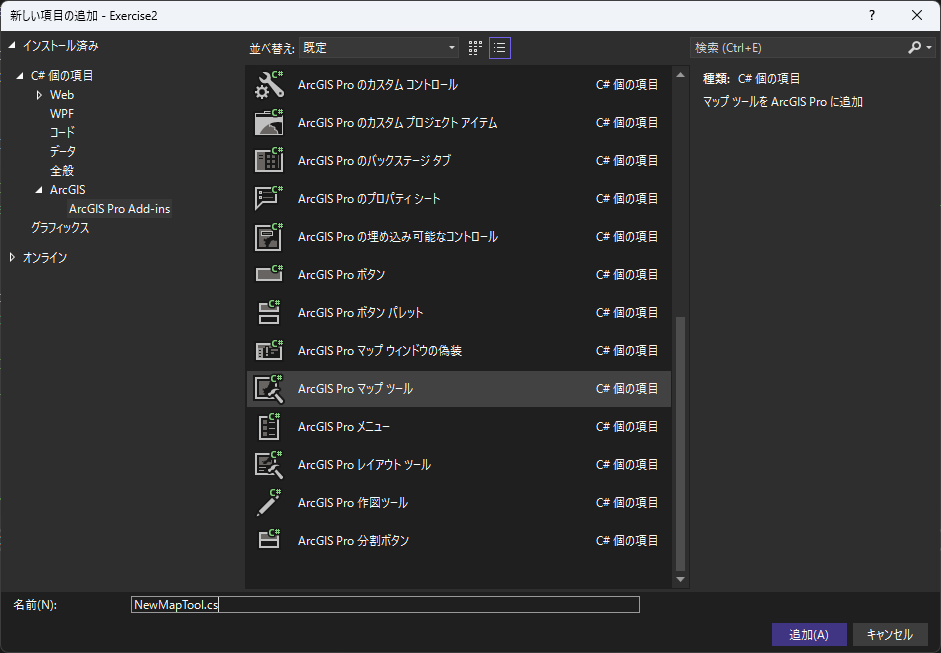 新しい項目の追加 - Exercise2
インストール済み
並べ替え: 既定
検索 (Ctrl+E)
C# 個の項目
Web
WPF
コード
データ
全般
ArcGIS
ArcGIS Pro Add-ins
グラフィックス
オンライン
ArcGIS Pro のカスタム コントロール C# 個の項目
ArcGIS Pro のカスタム プロジェクト アイテム C# 個の項目
ArcGIS Pro のバックステージ タブ C# 個の項目
ArcGIS Pro のプロパティ シート C# 個の項目
ArcGIS Pro の埋め込み可能なコントロール C# 個の項目
ArcGIS Pro ボタン C# 個の項目
ArcGIS Pro ボタン パレット C# 個の項目
ArcGIS Pro マップ ウィンドウの偽装 C# 個の項目
ArcGIS Pro マップ ツール C# 個の項目
ArcGIS Pro メニュー C# 個の項目
ArcGIS Pro レイアウト ツール C# 個の項目
ArcGIS Pro 作図ツール C# 個の項目
ArcGIS Pro 分割ボタン C# 個の項目
種類: C# 個の項目
マップ ツールを ArcGIS Pro に追加
名前(N): NewMapTool.cs
追加(A) キャンセル